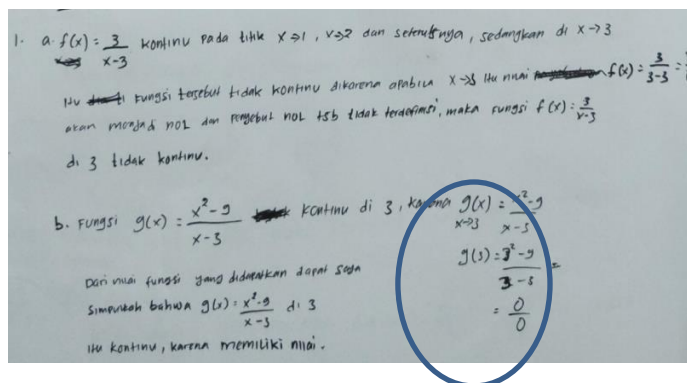 1. a. f(x) = 3/(x-3) kontinu pada titik x→1, x→2 dan seterusnya, sedangkan di x→3
itu fungsi tersebut tidak kontinu dikarena apabila x→3 itu nilai f(x) = 3/(3-3) =
akan menjadi nol dan penyebut nol tsb tidak terdefinisi, maka fungsi f(x) = 3/(x-3)
di 3 tidak kontinu.
b. Fungsi g(x) = (x²-9)/(x-3) kontinu di 3, karena g(x) = (x²-9)/(x-3)
x→3
g(3) = (3²-9)/(3-3) =
= 0/0
Dari nilai fungsi yang didapatkan dapat saya
simpulkan bahwa g(x) = (x²-9)/(x-3) di 3
itu kontinu, karena memiliki nilai.